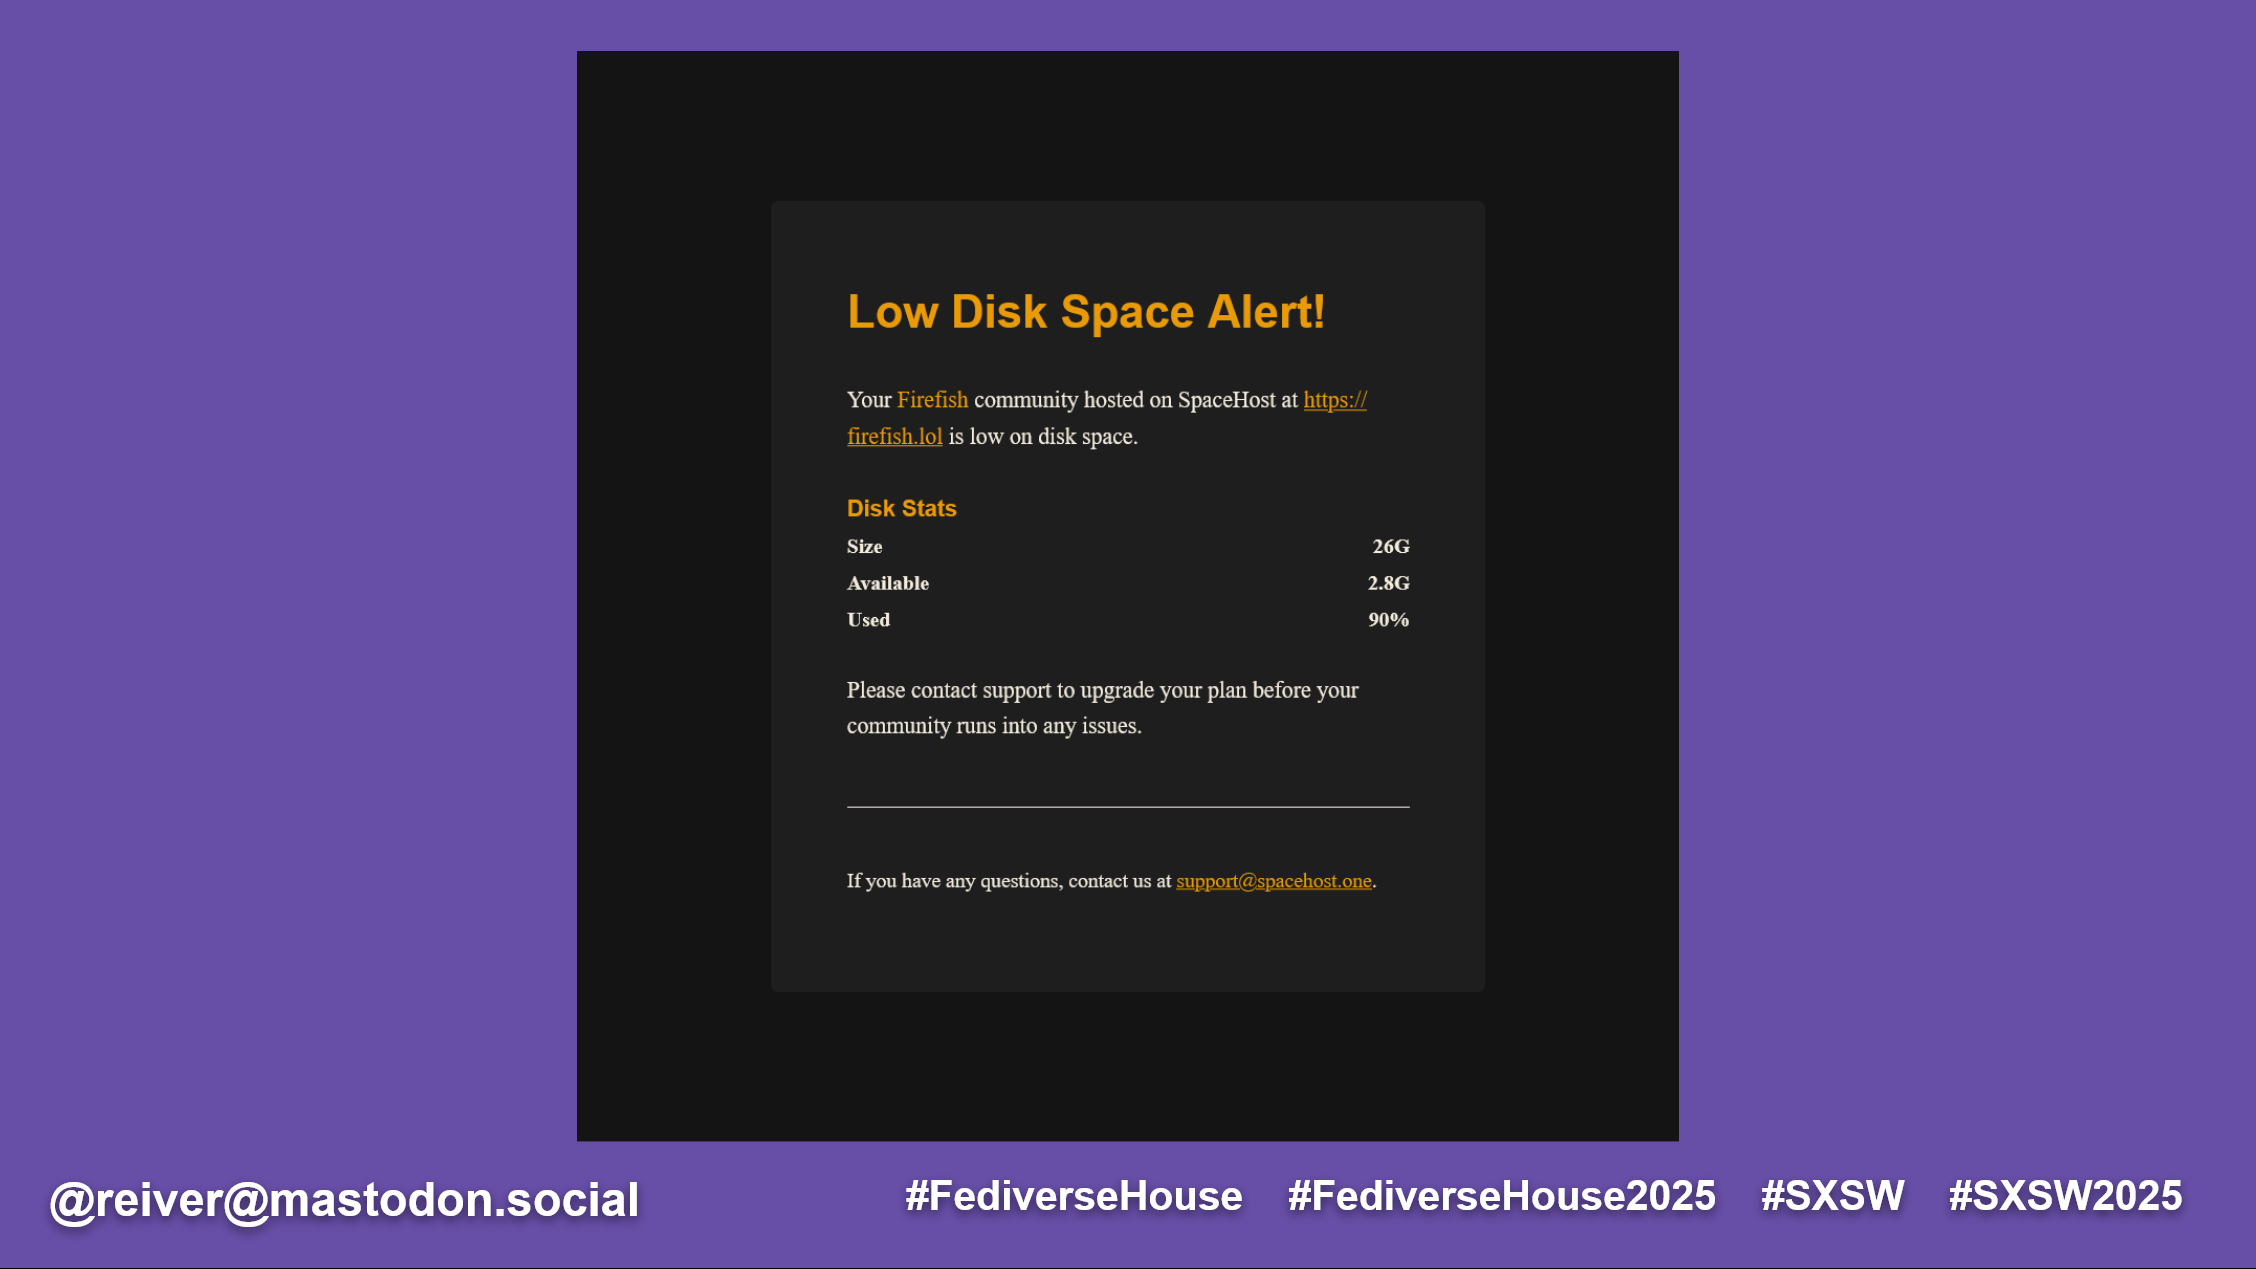 Low Disk Space Alert!
Your Firefish community hosted on SpaceHost at https://
firefish.lol is low on disk space.
Disk Stats
Size 26G
Available 2.8G
Used 90%
Please contact support to upgrade your plan before your
community runs into any issues.
If you have any questions, contact us at support@spacehost.one.
@reiver@mastodon.social #FediverseHouse #FediverseHouse2025 #SXSW #SXSW2025